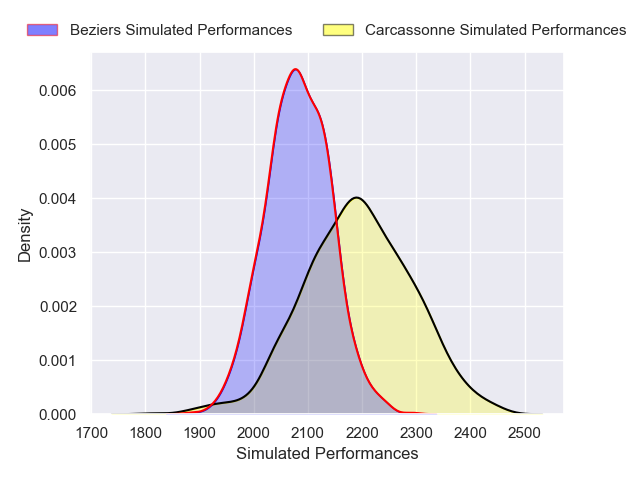 Beziers Simulated Performances Carcassonne Simulated Performances
0.006
0.005
0.004
0.003
0.002
0.001
0.000
Density
1700 1800 1900 2000 2100 2200 2300 2400 2500
Simulated Performances